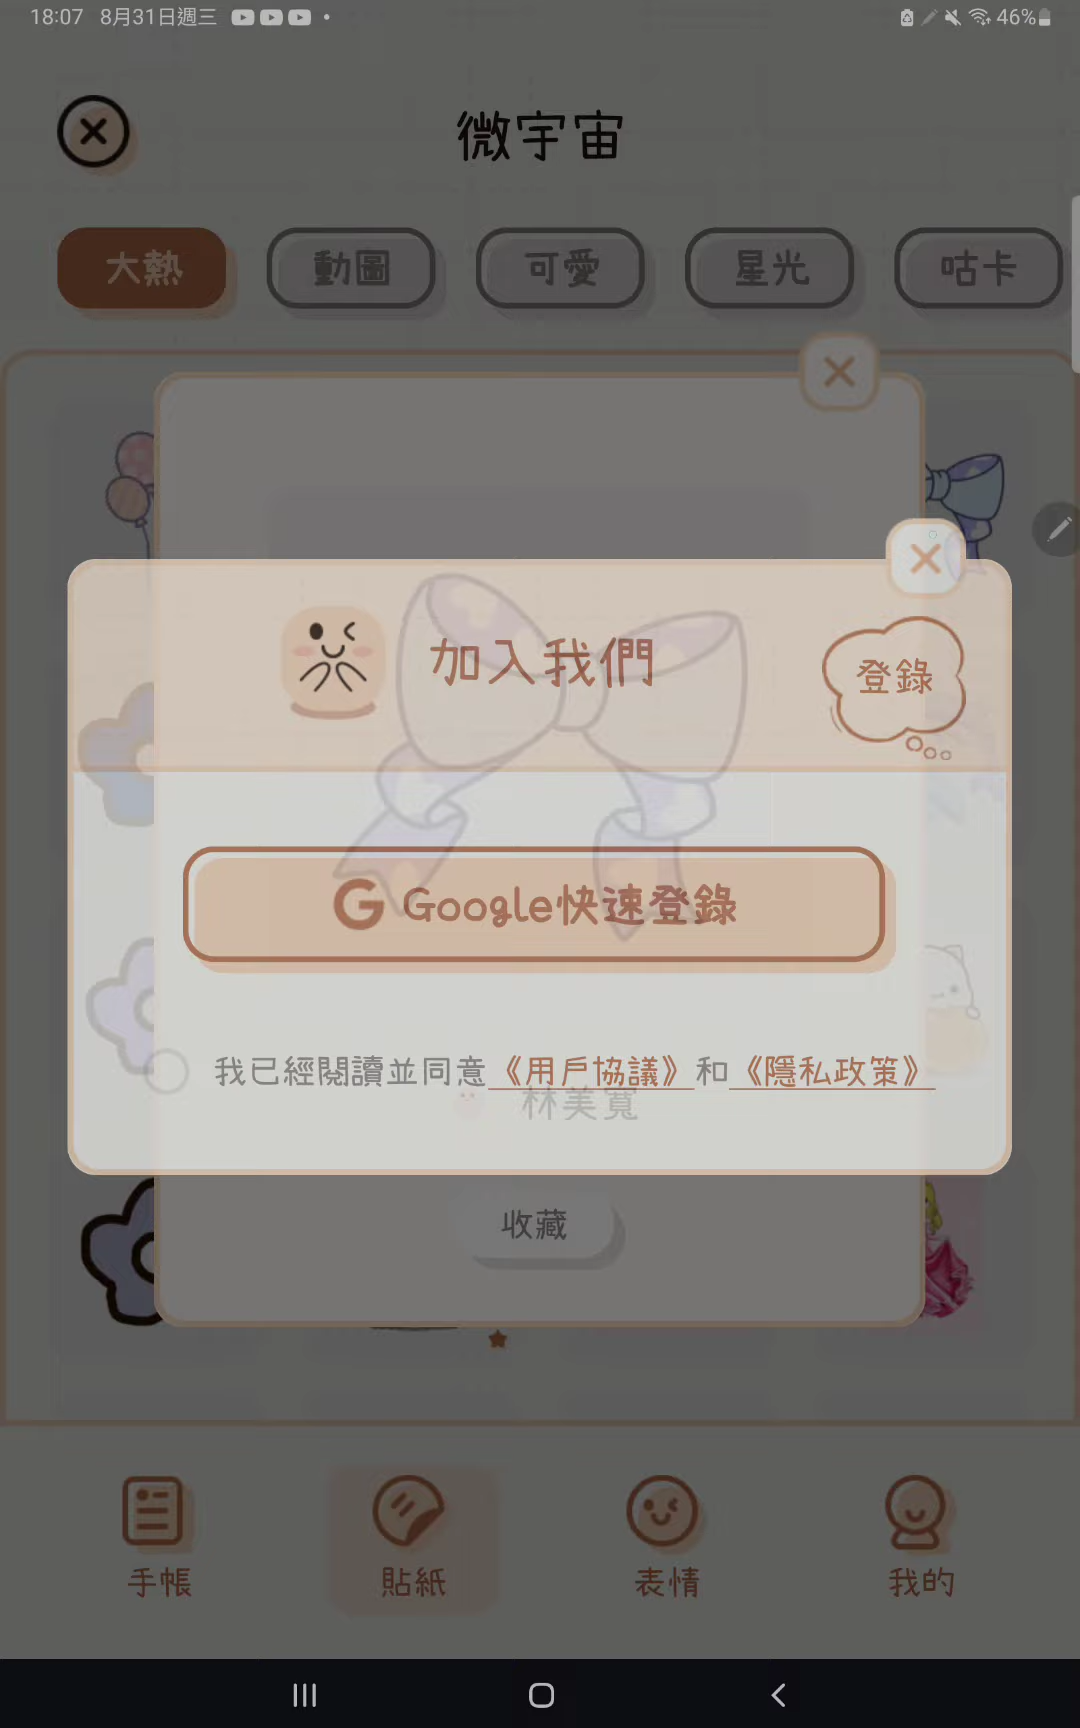 18:07 8月31日週三
46%
微宇宙
大熱 動圖 可愛 星光 咕卡
加入我們
登錄
Google快速登錄
我已經閱讀並同意《用戶協議》和《隱私政策》
林美寬
收藏
手帳 貼紙 表情 我的